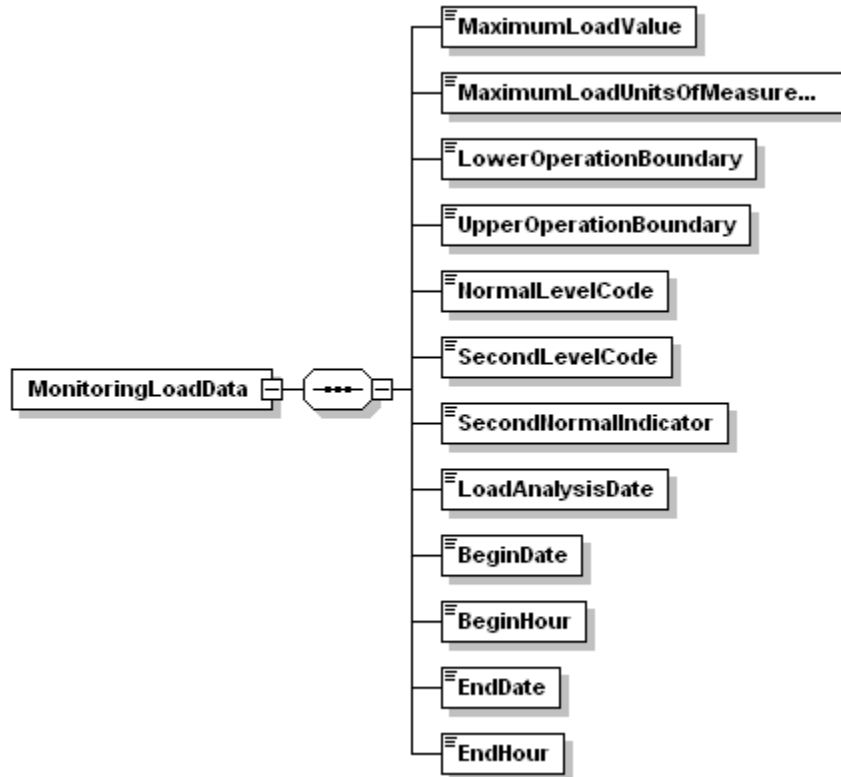 MaximumLoadValue
MaximumLoadUnitsOfMeasure...
LowerOperationBoundary
UpperOperationBoundary
NormalLevelCode
SecondLevelCode
MonitoringLoadData
SecondNormalIndicator
LoadAnalysisDate
BeginDate
BeginHour
EndDate
EndHour